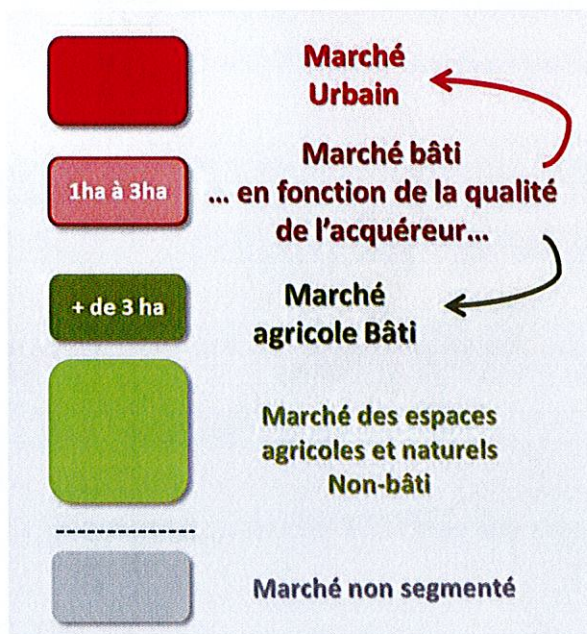 Marché
Urbain
Marché bâti
1ha à 3ha
... en fonction de la qualité
de l'acquéreur...
+ de 3 ha
Marché
agricole Bâti
Marché des espaces
agricoles et naturels
Non-bâti
Marché non segmenté